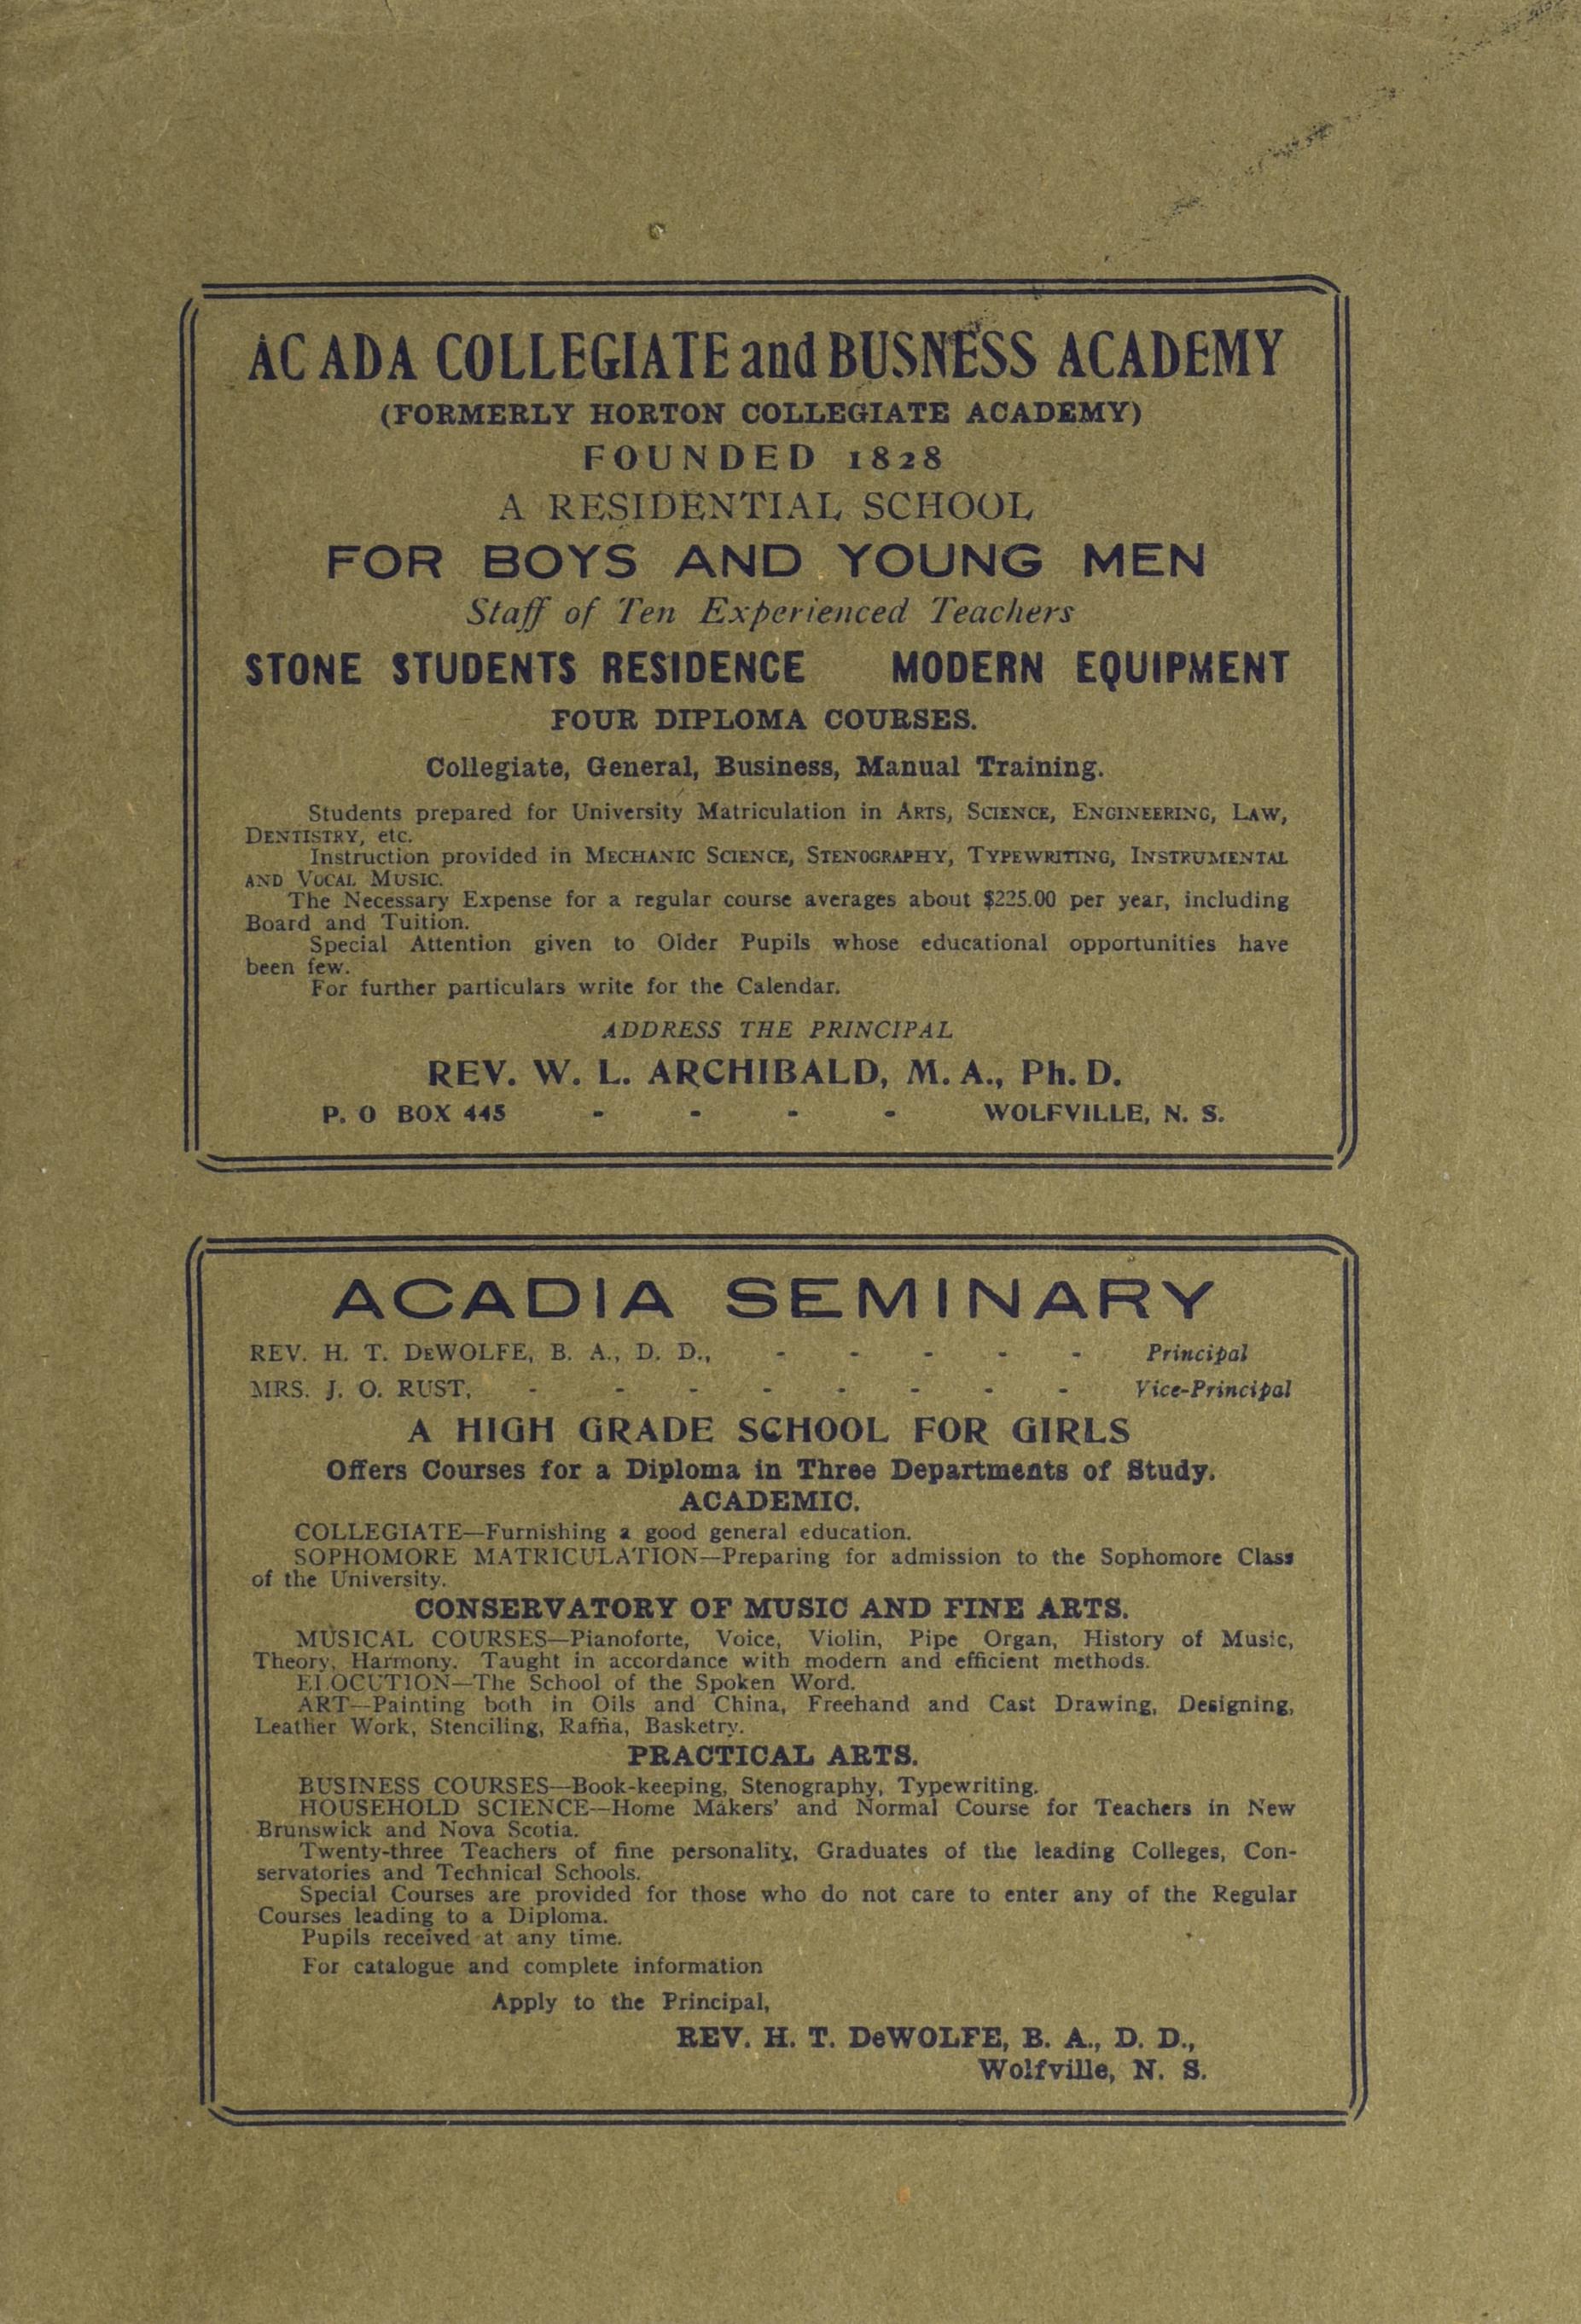 AC ADA COLLEGIATE and BUSNESS ACADEMY
(FORMERLY HORTON COLLEGIATE ACADEMY)
FOUNDED 1828
A RESIDENTIAL SCHOOL
FOR BOYS AND YOUNG MEN
Staff of Ten Experienced Teachers
STONE STUDENTS RESIDENCE MODERN EQUIPMENT
FOUR DIPLOMA COURSES.
Collegiate, General, Business, Manual Training.
Students prepared for University Matriculation in ARTS, SCIENCE, ENGINEERING, LAW,
DENTISTRY, etc.
Instruction provided in MECHANIC SCIENCE, STENOGRAPHY, TYPEWRITING, INSTRUMENTAL
AND VOCAL MUSIC.
The Necessary Expense for a regular course averages about $225.00 per year, including
Board and Tuition.
Special Attention given to Older Pupils whose educational opportunities have
been few.
For further particulars write for the Calendar.
ADDRESS THE PRINCIPAL
REV. W. L. ARCHIBALD, M. A., Ph. D.
P. O BOX 445 - - - - WOLFVILLE, N. S.
ACADIA SEMINARY
REV. H. T. DEWOLFE, B. A., D. D., - - - - - Principal
MRS. J. O. RUST, - - - - - - - - Vice-Principal
A HIGH GRADE SCHOOL FOR GIRLS
Offers Courses for a Diploma in Three Departments of Study.
ACADEMIC.
COLLEGIATE—Furnishing a good general education.
SOPHOMORE MATRICULATION—Preparing for admission to the Sophomore Class
of the University.
CONSERVATORY OF MUSIC AND FINE ARTS.
MUSICAL COURSES—Pianoforte, Voice, Violin, Pipe Organ, History of Music,
Theory, Harmony. Taught in accordance with modern and efficient methods.
ELOCUTION—The School of the Spoken Word.
ART—Painting both in Oils and China, Freehand and Cast Drawing, Designing,
Leather Work, Stenciling, Raffia, Basketry.
PRACTICAL ARTS.
BUSINESS COURSES—Book-keeping, Stenography, Typewriting.
HOUSEHOLD SCIENCE—Home Makers' and Normal Course for Teachers in New
Brunswick and Nova Scotia.
Twenty-three Teachers of fine personality, Graduates of the leading Colleges, Con-
servatories and Technical Schools.
Special Courses are provided for those who do not care to enter any of the Regular
Courses leading to a Diploma.
Pupils received at any time.
For catalogue and complete information
Apply to the Principal,
REV. H. T. DeWOLFE, B. A., D. D.,
Wolfville, N. S.